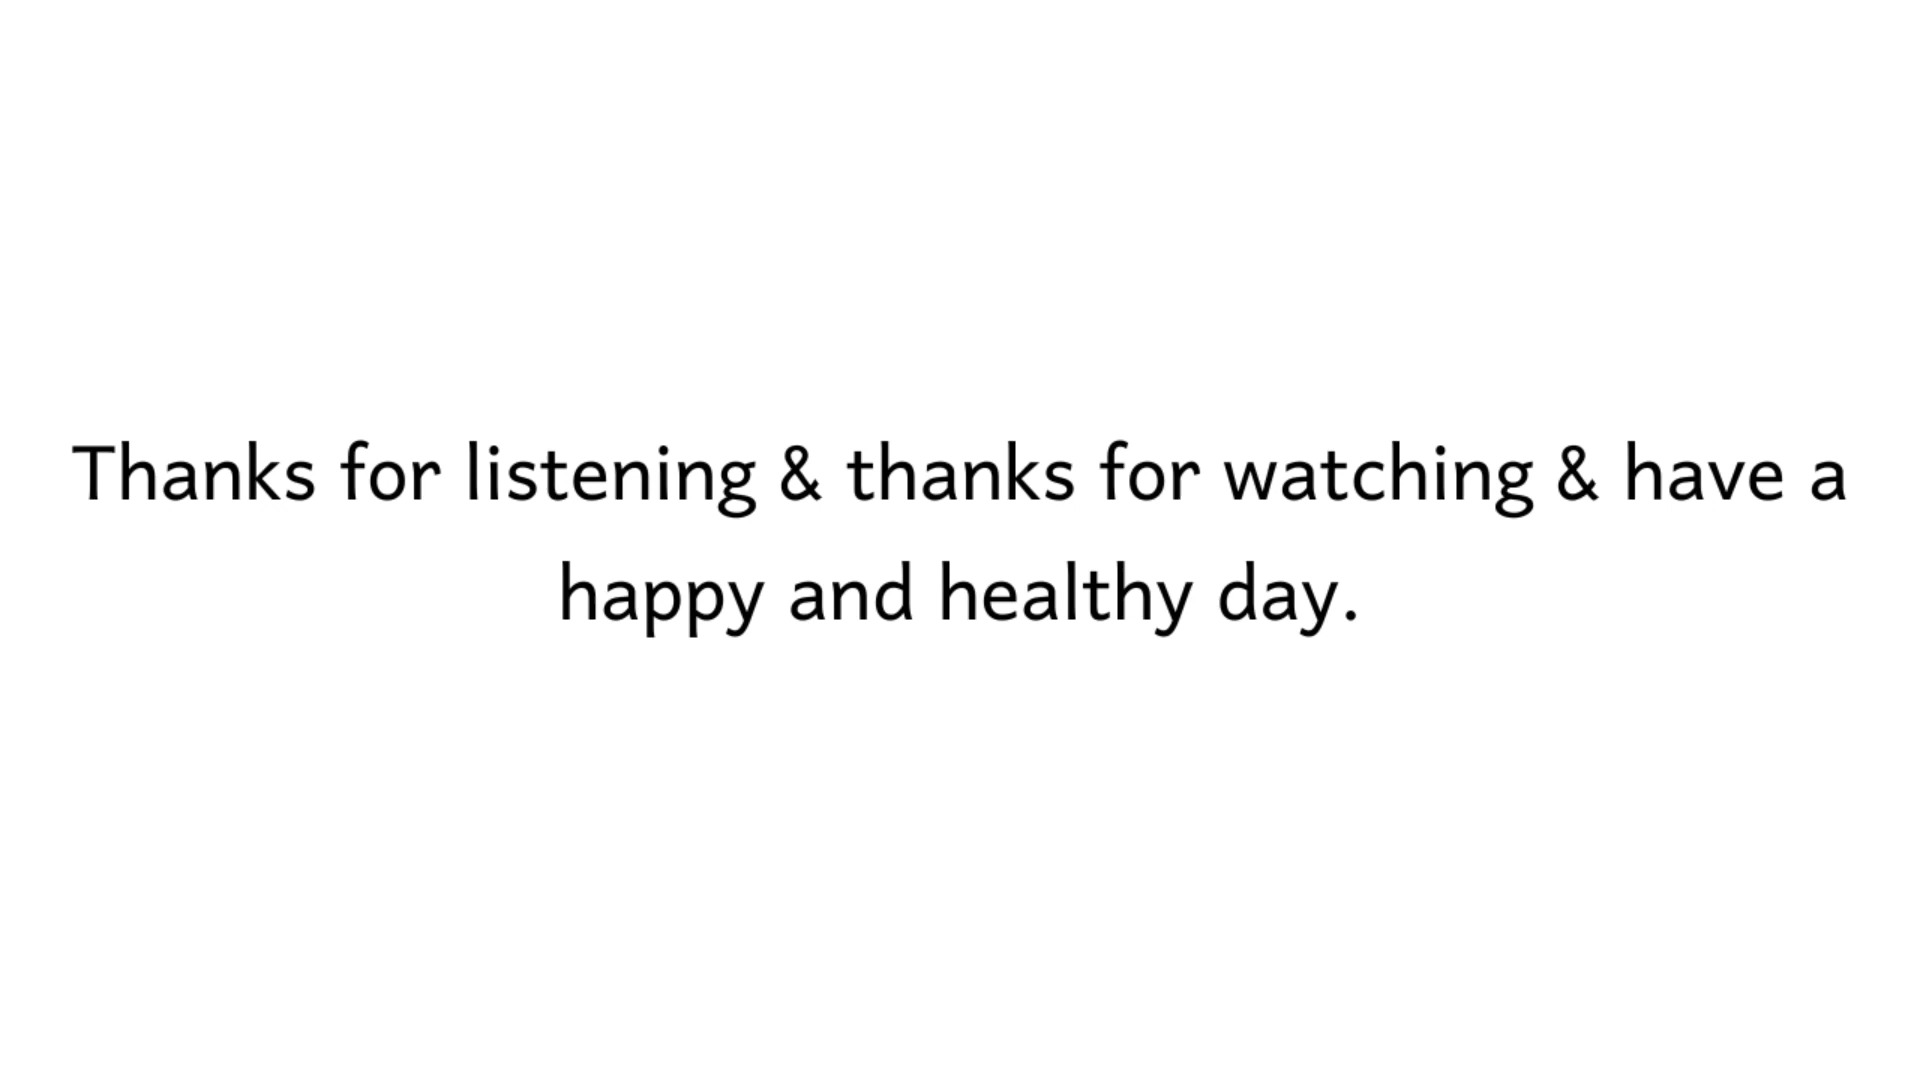 Thanks for listening & thanks for watching & have a
happy and healthy day.